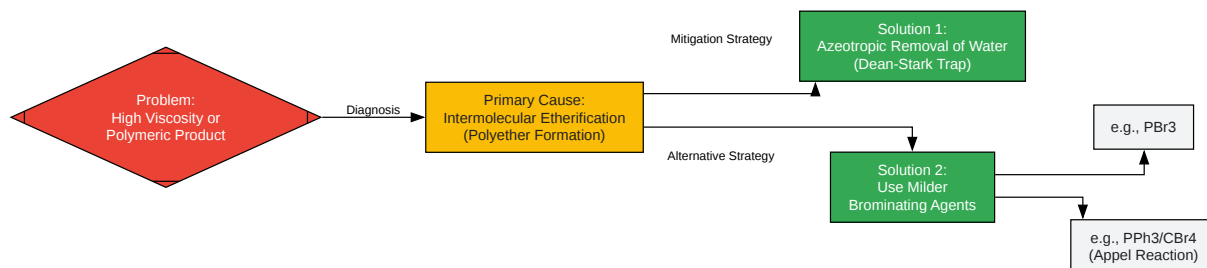 Problem:
High Viscosity or
Polymeric Product
Diagnosis
Primary Cause:
Intermolecular Etherification
(Polyether Formation)
Mitigation Strategy
Solution 1:
Azeotropic Removal of Water
(Dean-Stark Trap)
Alternative Strategy
Solution 2:
Use Milder
Brominating Agents
e.g., PBr3
e.g., PPh3/CBr4
(Appel Reaction)